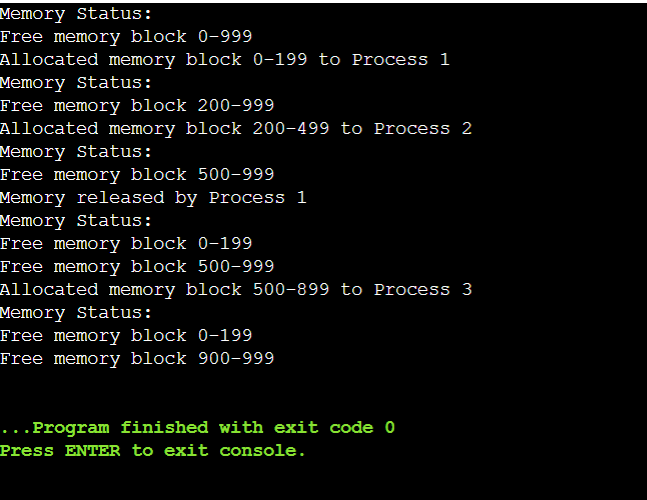 Memory Status:
Free memory block 0-999
Allocated memory block 0-199 to Process 1
Memory Status:
Free memory block 200-999
Allocated memory block 200-499 to Process 2
Memory Status:
Free memory block 500-999
Memory released by Process 1
Memory Status:
Free memory block 0-199
Free memory block 500-999
Allocated memory block 500-899 to Process 3
Memory Status:
Free memory block 0-199
Free memory block 900-999
...Program finished with exit code 0
Press ENTER to exit console.